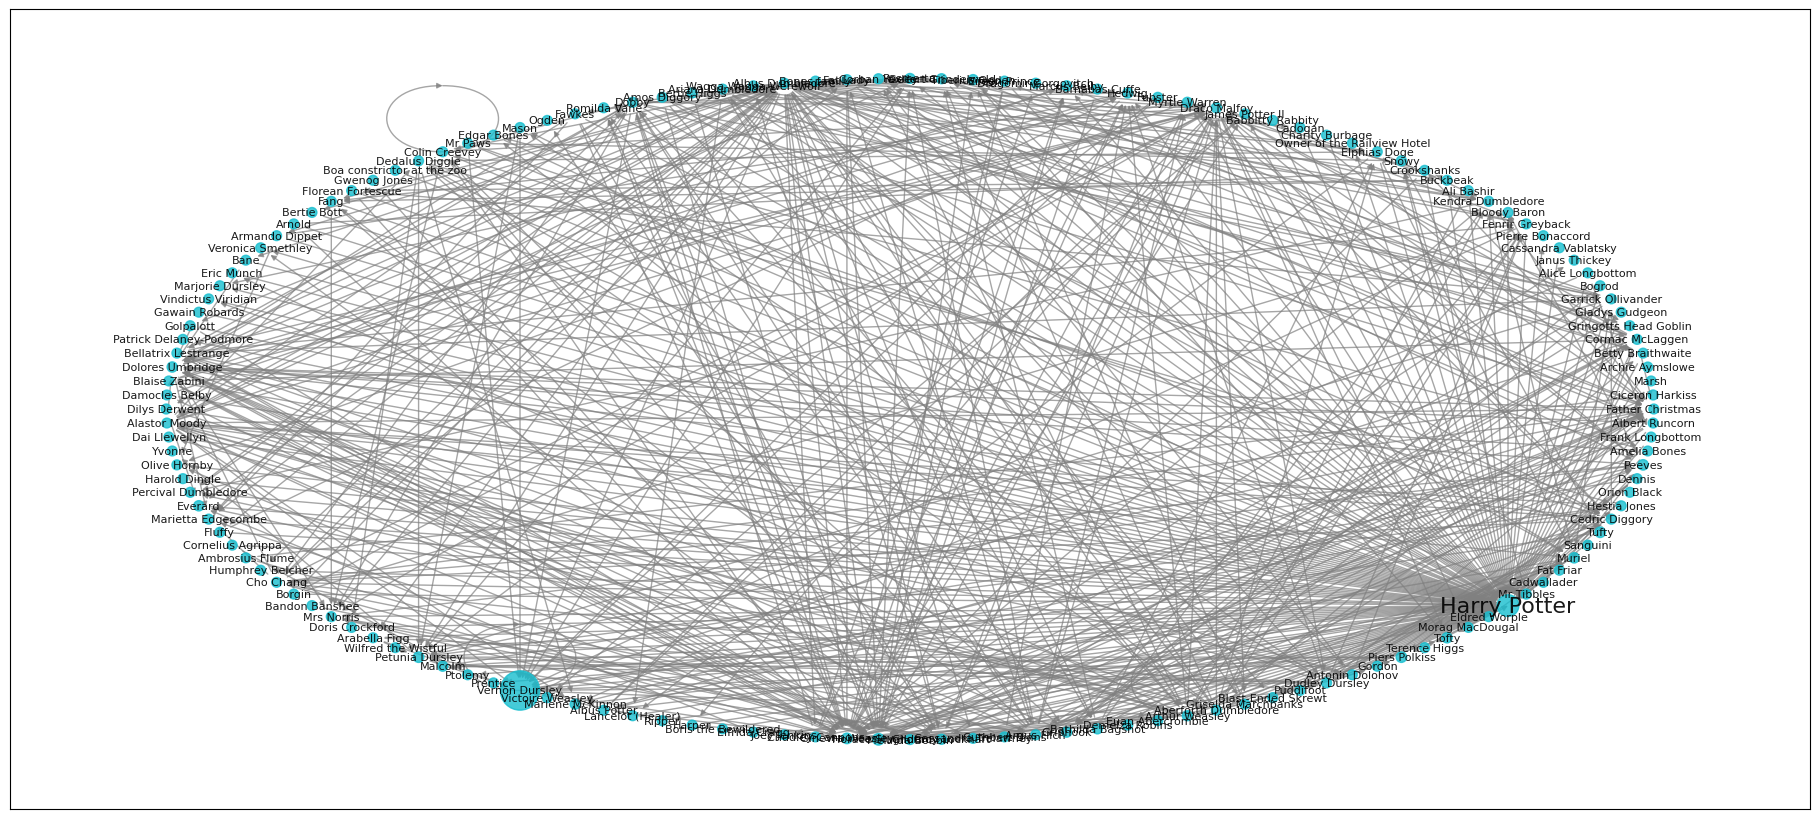 Barnabas Cuffe
Hedwig
Tubster
Myrtle Warren
Draco Malfoy
James Potter II
Babbitty Rabbity
Cadogan
Charity Burbage
Owner of the Railview Hotel
Elphias Doge
Snowy
Crookshanks
Buckbeak
Ali Bashir
Kendra Dumbledore
Bloody Baron
Fenrir Greyback
Pierre Bonaccord
Cassandra Vablatsky
Janus Thickey
Alice Longbottom
Bogrod
Garrick Ollivander
Gladys Gudgeon
Gringotts Head Goblin
Cormac McLaggen
Betty Braithwaite
Archie Aymslowe
Marsh
Ciceron Harkiss
Father Christmas
Albert Runcorn
Frank Longbottom
Amelia Bones
Peeves
Dennis
Orion Black
Hestia Jones
Cedric Diggory
Tufty
Sanguini
Muriel
Fat Friar
Cadwallader
Mr Tibbles
Harry Potter
Eldred Worple
Morag MacDougal
Tofty
Terence Higgs
Piers Polkiss
Gordon
Antonin Dolohov
Dudley Dursley
Puddifoot
Blast-Ended Skrewt
Griselda Marchbanks
Aberforth Dumbledore
Arthur Weasley
Euan Abercrombie
Demelza Robins
Bathilda Bagshot
Boris the Bewildered
Harper
Ripper
Lancelot (Healer)
Albus Potter
Marlene McKinnon
Victoire Weasley
Vernon Dursley
Prentice
Ptolemy
Malcolm
Petunia Dursley
Wilfred the Wistful
Arabella Figg
Doris Crockford
Mrs Norris
Bandon Banshee
Borgin
Cho Chang
Humphrey Belcher
Ambrosius Flume
Cornelius Agrippa
Fluffy
Marietta Edgecombe
Everard
Percival Dumbledore
Harold Dingle
Olive Hornby
Yvonne
Dai Llewellyn
Alastor Moody
Dilys Derwent
Damocles Belby
Blaise Zabini
Dolores Umbridge
Bellatrix Lestrange
Patrick Delaney-Podmore
Golpalott
Gawain Robards
Vindictus Viridian
Marjorie Dursley
Eric Munch
Bane
Veronica Smethley
Armando Dippet
Arnold
Bertie Bott
Fang
Florean Fortescue
Gwenog Jones
Boa constrictor at the zoo
Dedalus Diggle
Colin Creevey
Mr Paws
Edgar Bones
Mason
Ogden
Fawkes
Romilda Vane
Dobby
Amos Diggory